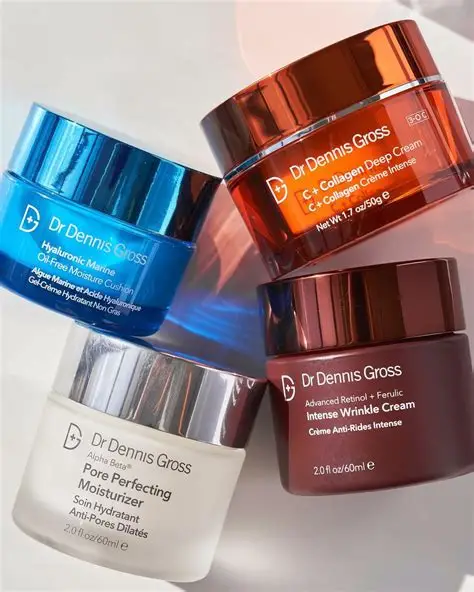 Dr Dennis Gross
Hyaluronic Marine
Oil-Free Moisture Cushion
Algue Marine et Acide Hyaluronique
Gel-Crème Hydratant Non Gras
3-O C
Dr Dennis Gross
C + Collagen Deep Cream
C + Collagen Crème Intense
Net Wt 1.7 oz/50g e
Dr Dennis Gross
Alpha Beta®
Pore Perfecting
Moisturizer
Soin Hydratant
Anti-Pores Dilatés
2.0 fl oz/60ml e
Dr Dennis Gross
Advanced Retinol + Ferulic
Intense Wrinkle Cream
Crème Anti-Rides Intense
2.0 fl oz/60ml e